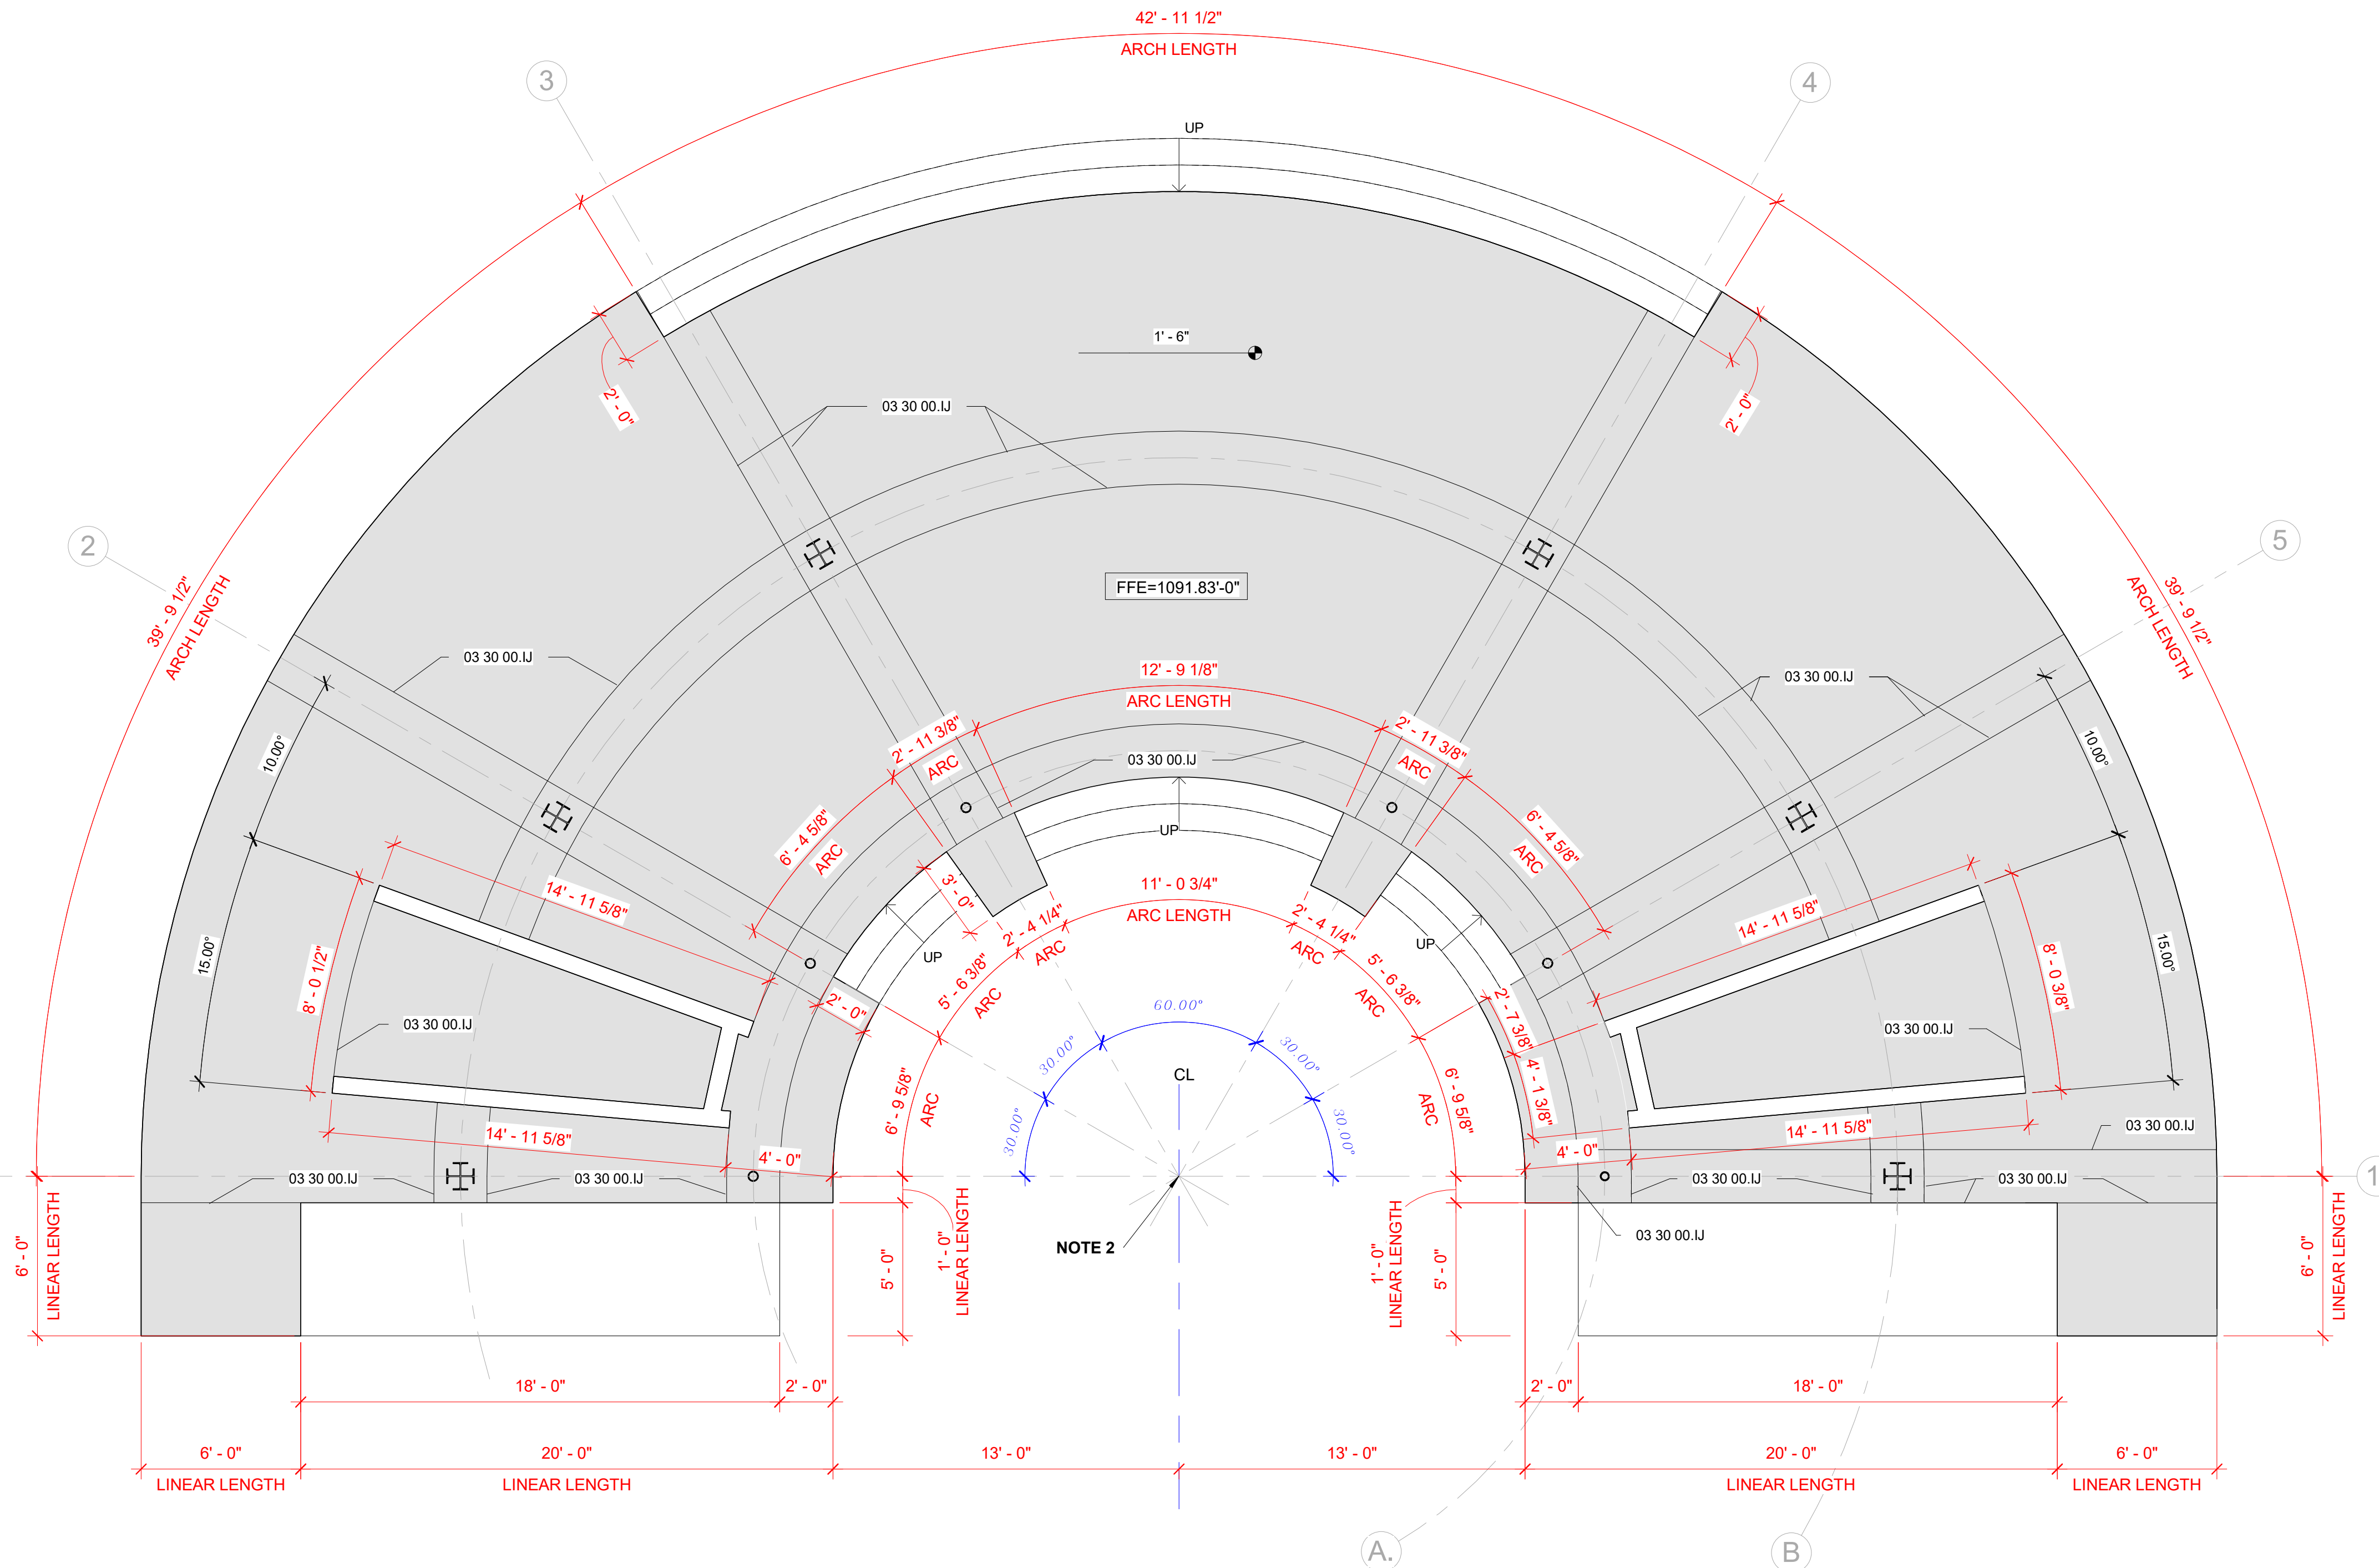 42' - 11 1/2"
ARCH LENGTH
3
4
UP
1' - 6"
2' - 0"
2' - 0"
03 30 00.IJ
2
5
39' - 9 1/2"
ARCH LENGTH
39' - 9 1/2"
ARCH LENGTH
FFE=1091.83'-0"
03 30 00.IJ
03 30 00.IJ
12' - 9 1/8"
ARC LENGTH
2' - 11 3/8"
ARC
2' - 11 3/8"
ARC
03 30 00.IJ
10.00°
10.00°
6' - 4 5/8"
ARC
6' - 4 5/8"
ARC
UP
14' - 11 5/8"
3' - 0"
11' - 0 3/4"
ARC LENGTH
14' - 11 5/8"
2' - 4 1/4"
ARC
2' - 4 1/4"
ARC
UP
UP
15.00°
8' - 0 1/2"
5' - 6 3/8"
ARC
5' - 6 3/8"
ARC
8' - 0 3/8"
15.00°
2' - 0"
60.00°
2' - 7 3/8"
03 30 00.IJ
03 30 00.IJ
30.00°
30.00°
CL
6' - 9 5/8"
ARC
6' - 9 5/8"
ARC
4' - 1 3/8"
30.00°
30.00°
14' - 11 5/8"
4' - 0"
4' - 0"
14' - 11 5/8"
03 30 00.IJ
03 30 00.IJ
03 30 00.IJ
03 30 00.IJ
03 30 00.IJ
1
NOTE 2
03 30 00.IJ
6' - 0"
LINEAR LENGTH
5' - 0"
1' - 0"
LINEAR LENGTH
1' - 0"
LINEAR LENGTH
5' - 0"
6' - 0"
LINEAR LENGTH
18' - 0"
2' - 0"
2' - 0"
18' - 0"
6' - 0"
LINEAR LENGTH
20' - 0"
LINEAR LENGTH
13' - 0"
13' - 0"
20' - 0"
LINEAR LENGTH
6' - 0"
LINEAR LENGTH
A.
B